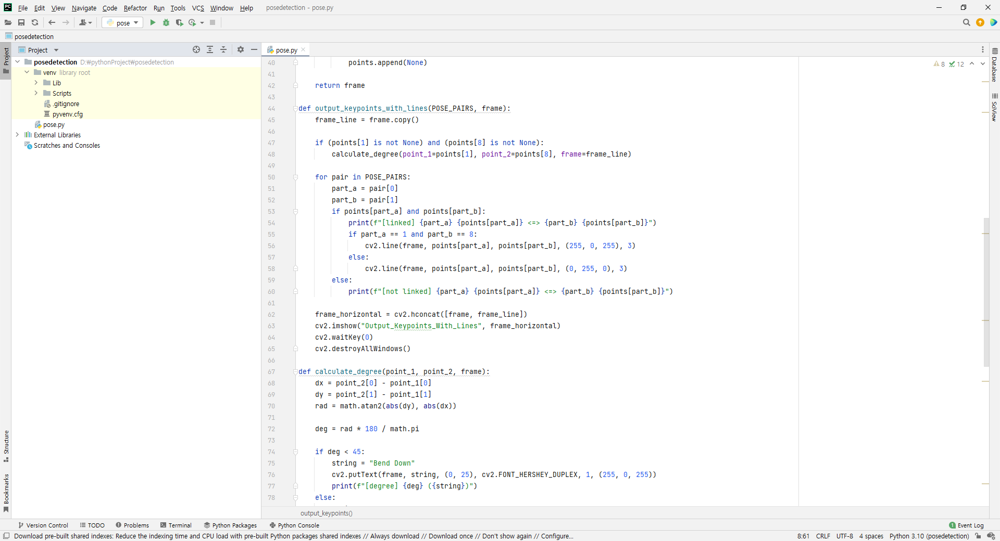 PC File Edit View Navigate Code Refactor Run Tools VCS Window Help posedetection - pose.py
pose
posedetection
Project
Project
posedetection D:₩pythonProject₩posedetection
venv library root
Lib
Scripts
.gitignore
pyvenv.cfg
pose.py
External Libraries
Scratches and Consoles
Structure
Bookmarks
pose.py
8 12
40 points.append(None)
41
42 return frame
43
44 def output_keypoints_with_lines(POSE_PAIRS, frame):
45 frame_line = frame.copy()
46
47 if (points[1] is not None) and (points[8] is not None):
48 calculate_degree(point_1=points[1], point_2=points[8], frame=frame_line)
49
50 for pair in POSE_PAIRS:
51 part_a = pair[0]
52 part_b = pair[1]
53 if points[part_a] and points[part_b]:
54 print(f"[linked] {part_a} {points[part_a]} <=> {part_b} {points[part_b]}")
55 if part_a == 1 and part_b == 8:
56 cv2.line(frame, points[part_a], points[part_b], (255, 0, 255), 3)
57 else:
58 cv2.line(frame, points[part_a], points[part_b], (0, 255, 0), 3)
59 else:
60 print(f"[not linked] {part_a} {points[part_a]} <=> {part_b} {points[part_b]}")
61
62 frame_horizontal = cv2.hconcat([frame, frame_line])
63 cv2.imshow("Output_Keypoints_With_Lines", frame_horizontal)
64 cv2.waitKey(0)
65 cv2.destroyAllWindows()
66
67 def calculate_degree(point_1, point_2, frame):
68 dx = point_2[0] - point_1[0]
69 dy = point_2[1] - point_1[1]
70 rad = math.atan2(abs(dy), abs(dx))
71
72 deg = rad * 180 / math.pi
73
74 if deg < 45:
75 string = "Bend Down"
76 cv2.putText(frame, string, (0, 25), cv2.FONT_HERSHEY_DUPLEX, 1, (255, 0, 255))
77 print(f"[degree] {deg} ({string})")
78 else:
output_keypoints()
Database
SciView
Version Control TODO Problems Terminal Python Packages Python Console 1 Event Log
Download pre-built shared indexes: Reduce the indexing time and CPU load with pre-built Python packages shared indexes // Always download // Download once // Don't show again // Configure... 8:61 CRLF UTF-8 4 spaces Python 3.10 (posedetection)